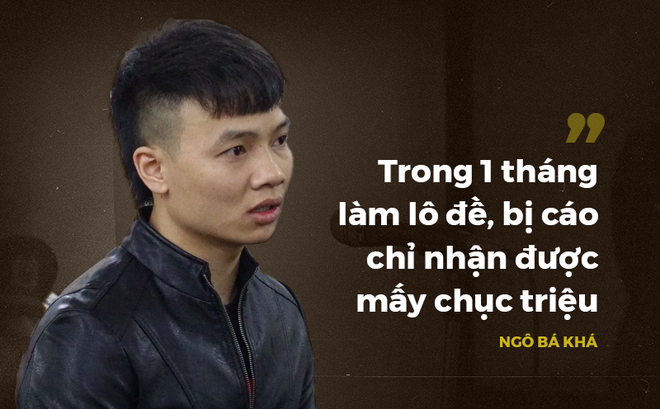 ”
Trong 1 tháng
làm lô đề, bị cáo
chỉ nhận được
mấy chục triệu
NGÔ BÁ KHÁ